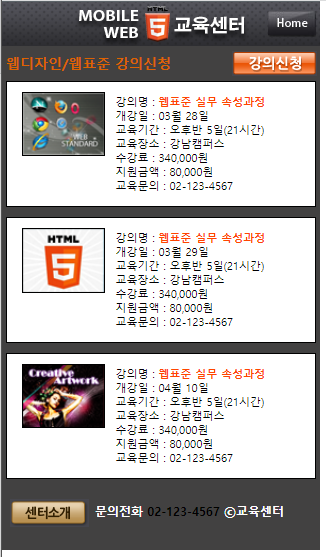 MOBILE WEB HTML 5 교육센터
Home
웹디자인/웹표준 강의신청
강의신청
WEB STANDARD
강의명 : 웹표준 실무 속성과정
개강일 : 03월 28일
교육기간 : 오후반 5일(21시간)
교육장소 : 강남캠퍼스
수강료 : 340,000원
지원금액 : 80,000원
교육문의 : 02-123-4567
HTML
5
강의명 : 웹표준 실무 속성과정
개강일 : 03월 29일
교육기간 : 오후반 5일(21시간)
교육장소 : 강남캠퍼스
수강료 : 340,000원
지원금액 : 80,000원
교육문의 : 02-123-4567
Creative
Artwork
강의명 : 웹표준 실무 속성과정
개강일 : 04월 10일
교육기간 : 오후반 5일(21시간)
교육장소 : 강남캠퍼스
수강료 : 340,000원
지원금액 : 80,000원
교육문의 : 02-123-4567
센터소개 문의전화 02-123-4567 ©교육센터